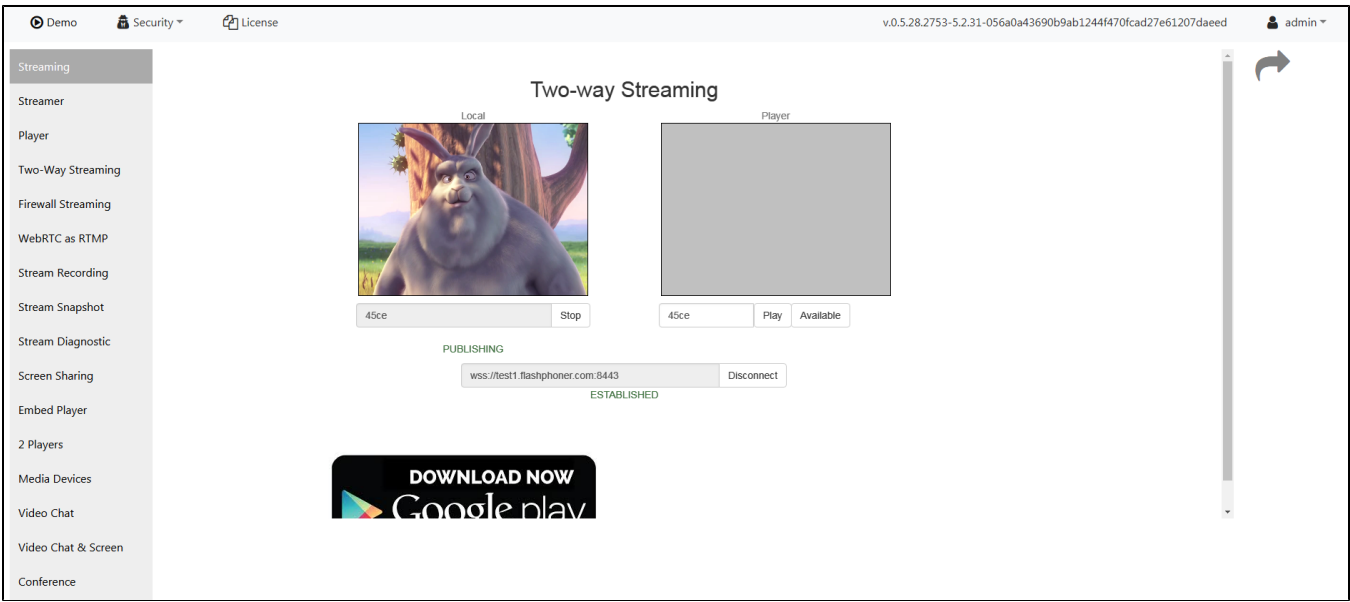 Demo Security License v.0.5.28.2753-5.2.31-056a0a43690b9ab1244f470fcad27e61207daeed admin
Streaming
Streamer
Player
Two-Way Streaming
Firewall Streaming
WebRTC as RTMP
Stream Recording
Stream Snapshot
Stream Diagnostic
Screen Sharing
Embed Player
2 Players
Media Devices
Video Chat
Video Chat & Screen
Conference
Two-way Streaming
Local Player
45ce Stop 45ce Play Available
PUBLISHING
wss://test1.flashphoner.com:8443 Disconnect
ESTABLISHED
DOWNLOAD NOW
Google play